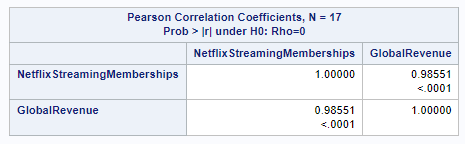 Pearson Correlation Coefficients, N = 17
Prob > |r| under H0: Rho=0
NetflixStreamingMemberships GlobalRevenue
NetflixStreamingMemberships 1.00000 0.98551
<.0001
GlobalRevenue 0.98551 1.00000
<.0001